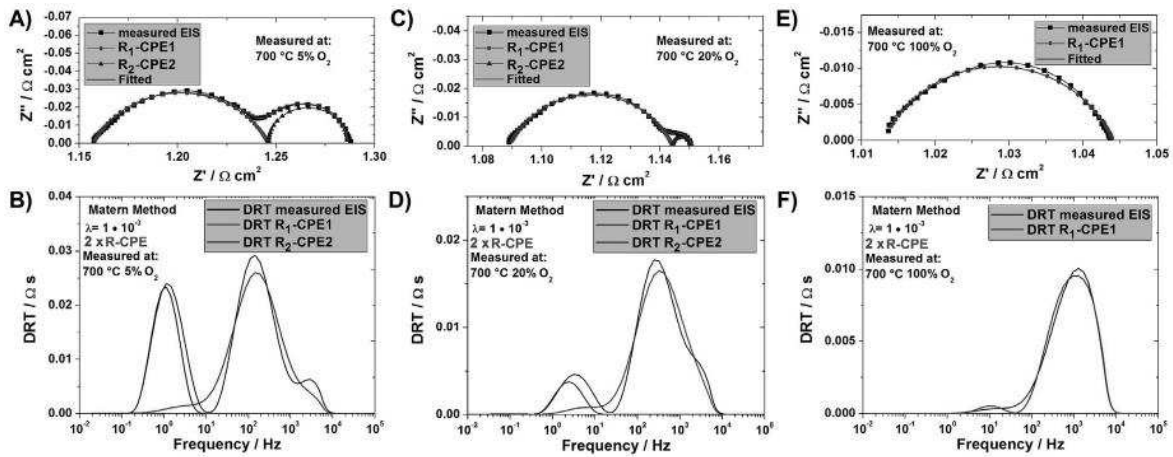 A)
-0.07
-0.06
-0.05
-0.04
-0.03
-0.02
-0.01
0.00
Z'' / Ω cm²
measured EIS
R₁-CPE1
R₂-CPE2
Fitted
Measured at:
700 °C 5% O₂
1.15
1.20
1.25
1.30
Z' / Ω cm²
C)
-0.04
-0.03
-0.02
-0.01
0.00
Z'' / Ω cm²
measured EIS
R₁-CPE1
R₂-CPE2
Fitted
Measured at:
700 °C 20% O₂
1.08
1.10
1.12
1.14
1.16
Z' / Ω cm²
E)
-0.015
-0.010
-0.005
0.000
Z'' / Ω cm²
Measured at:
700 °C 100% O₂
measured EIS
R₁-CPE1
Fitted
1.01
1.02
1.03
1.04
1.05
Z' / Ω cm²
B)
0.04
0.03
0.02
0.01
0.00
DRT / Ω s
Matern Method
λ= 1 • 10⁻³
2 x R-CPE
Measured at:
700 °C 5% O₂
DRT measured EIS
DRT R₁-CPE1
DRT R₂-CPE2
10⁻² 10⁻¹ 10⁰ 10¹ 10² 10³ 10⁴ 10⁵
Frequency / Hz
D)
0.02
0.01
0.00
DRT / Ω s
Matern Method
λ= 1 • 10⁻³
2 x R-CPE
Measured at:
700 °C 20% O₂
DRT measured EIS
DRT R₁-CPE1
DRT R₂-CPE2
10⁻² 10⁻¹ 10⁰ 10¹ 10² 10³ 10⁴ 10⁵ 10⁶
Frequency / Hz
F)
0.015
0.010
0.005
0.000
DRT / Ω s
Matern Method
λ= 1 • 10⁻³
2 x R-CPE
Measured at:
700 °C 100% O₂
DRT measured EIS
DRT R₁-CPE1
10⁻² 10⁻¹ 10⁰ 10¹ 10² 10³ 10⁴ 10⁵
Frequency / Hz